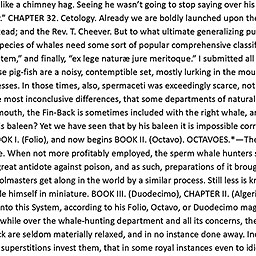 like a chimney hag. Seeing he wasn't going to stop saying over his
." CHAPTER 32. Cetology. Already we are boldly launched upon the
ead; and the Rev. T. Cheever. But to what ultimate generalizing pu
pecies of whales need some sort of popular comprehensive classif
tem," and finally, "ex lege naturæ jure meritoque." I submitted all
se pig-fish are a noisy, contemptible set, mostly lurking in the mou
esses. In those times, also, spermaceti was exceedingly scarce, not
e most inconclusive differences, that some departments of natural
mouth, the Fin-Back is sometimes included with the right whale, ar
s baleen? Yet we have seen that by his baleen it is impossible corr
OOK I. (Folio), and now begins BOOK II. (Octavo). OCTAVOES.*—The
e. When not more profitably employed, the sperm whale hunters s
reat antidote against poison, and as such, preparations of it broug
olmasters get along in the world by a similar process. Still less is k
le himself in miniature. BOOK III. (Duodecimo), CHAPTER II. (Algeri
nto this System, according to his Folio, Octavo, or Duodecimo mag
while over the whale-hunting department and all its concerns, the
ck are seldom materially relaxed, and in no instance done away. In
superstitions invest them, that in some royal instances even to idi